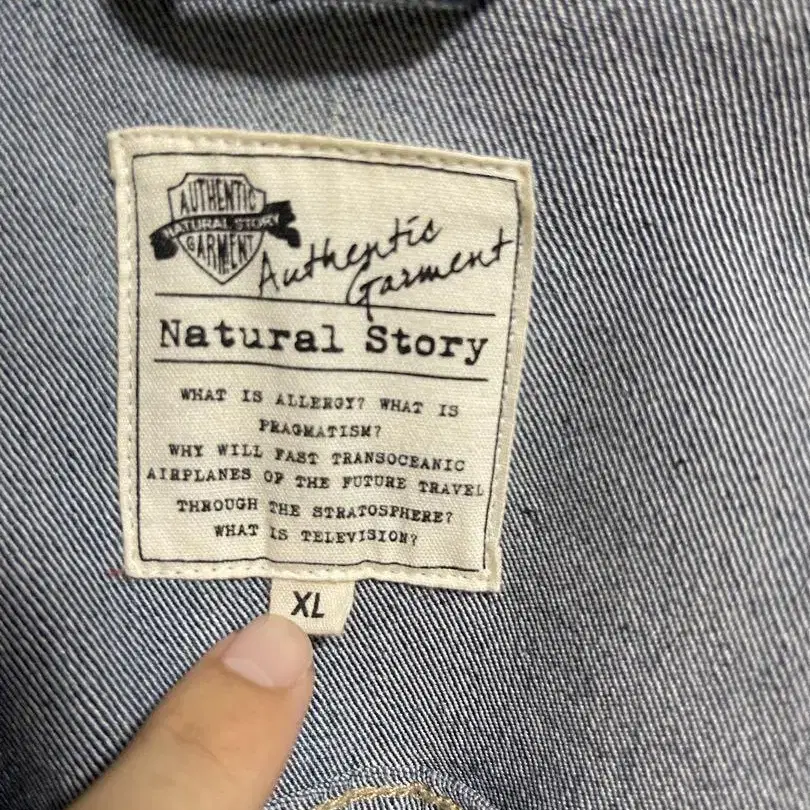 AUTHENTIC
NATURAL STORY
GARMENT
Authentic
Garment
Natural Story
WHAT IS ALLERGY? WHAT IS
PRAGMATISM?
WHY WILL FAST TRANSOCEANIC
AIRPLANES OF THE FUTURE TRAVEL
THROUGH THE STRATOSPHERE?
WHAT IS TELEVISION?
XL